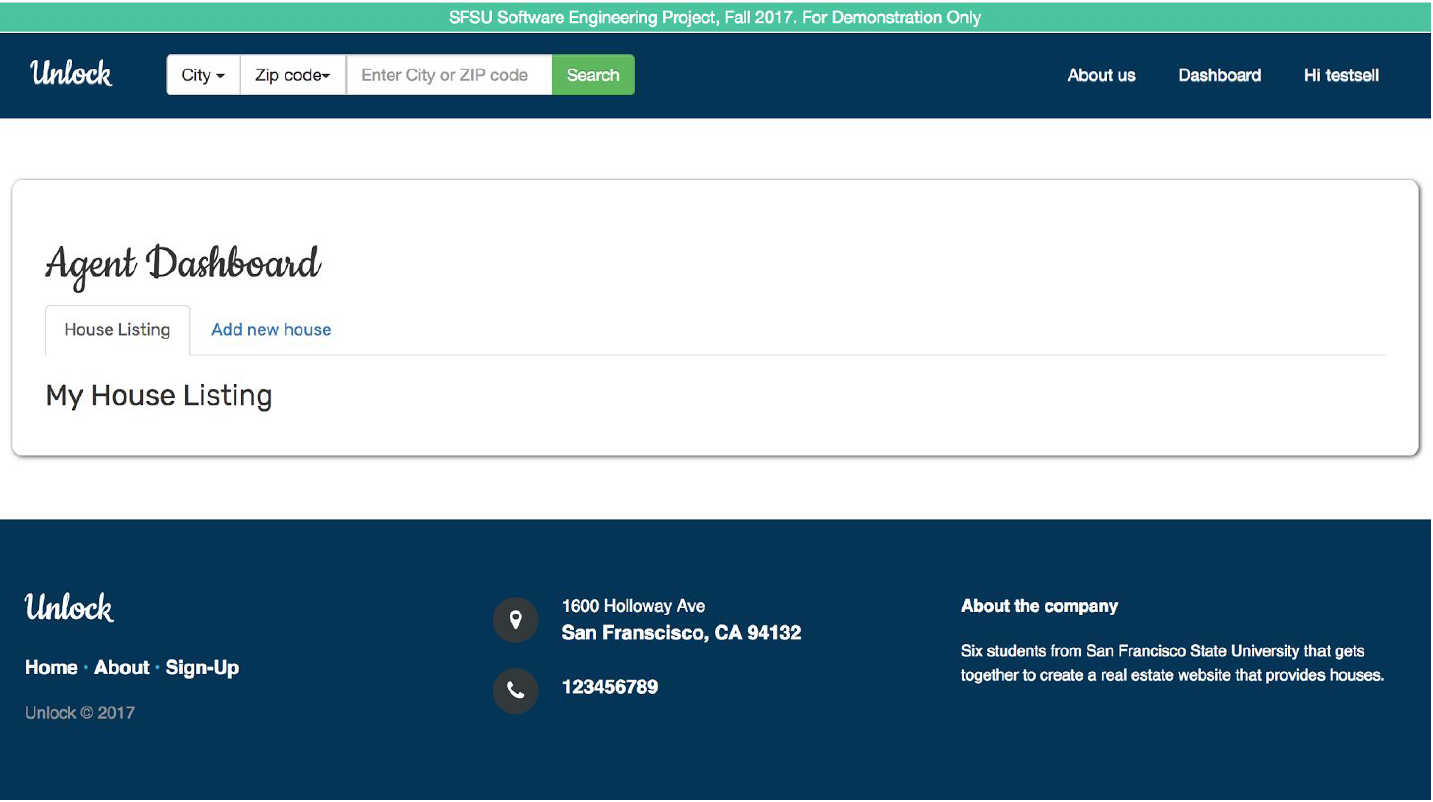 SFSU Software Engineering Project, Fall 2017. For Demonstration Only
Unlock City Zip code Enter City or ZIP code Search About us Dashboard Hi testsell
Agent Dashboard
House Listing Add new house
My House Listing
Unlock
Home · About · Sign-Up
Unlock © 2017
1600 Holloway Ave
San Franscisco, CA 94132
123456789
About the company
Six students from San Francisco State University that gets
together to create a real estate website that provides houses.